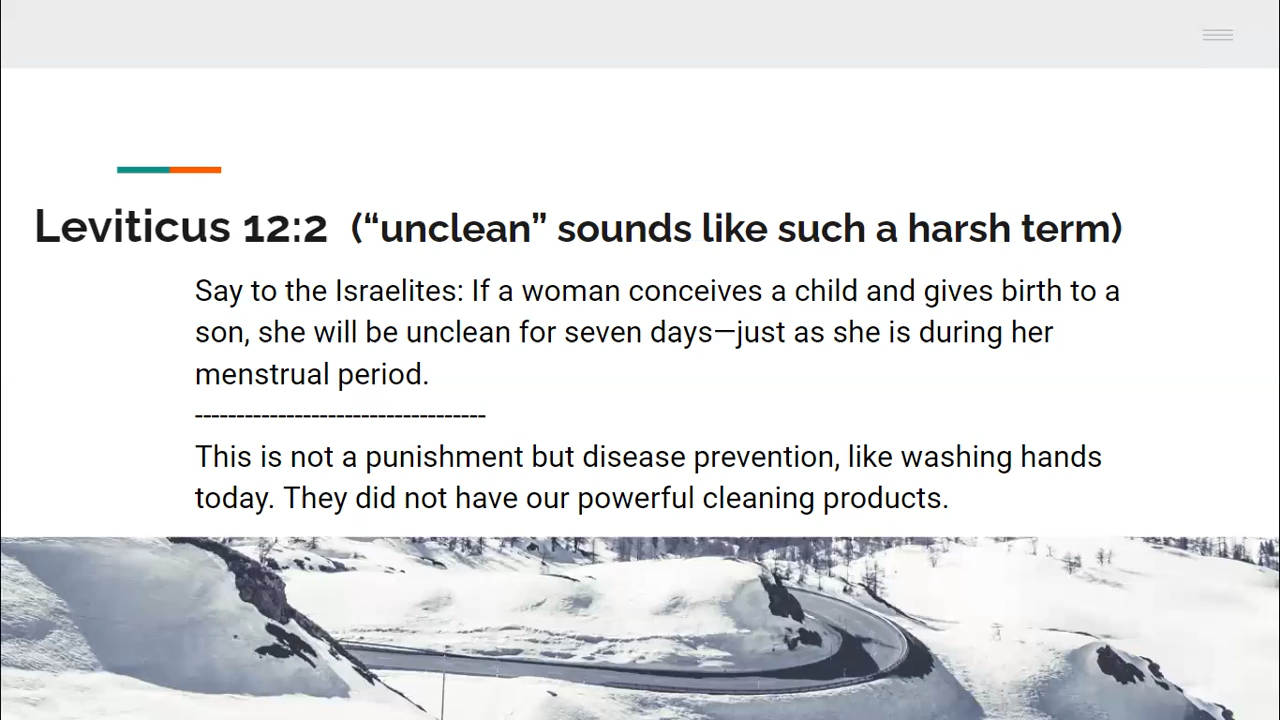 Leviticus 12:2 (“unclean” sounds like such a harsh term)
Say to the Israelites: If a woman conceives a child and gives birth to a
son, she will be unclean for seven days—just as she is during her
menstrual period.
----------------------------------
This is not a punishment but disease prevention, like washing hands
today. They did not have our powerful cleaning products.